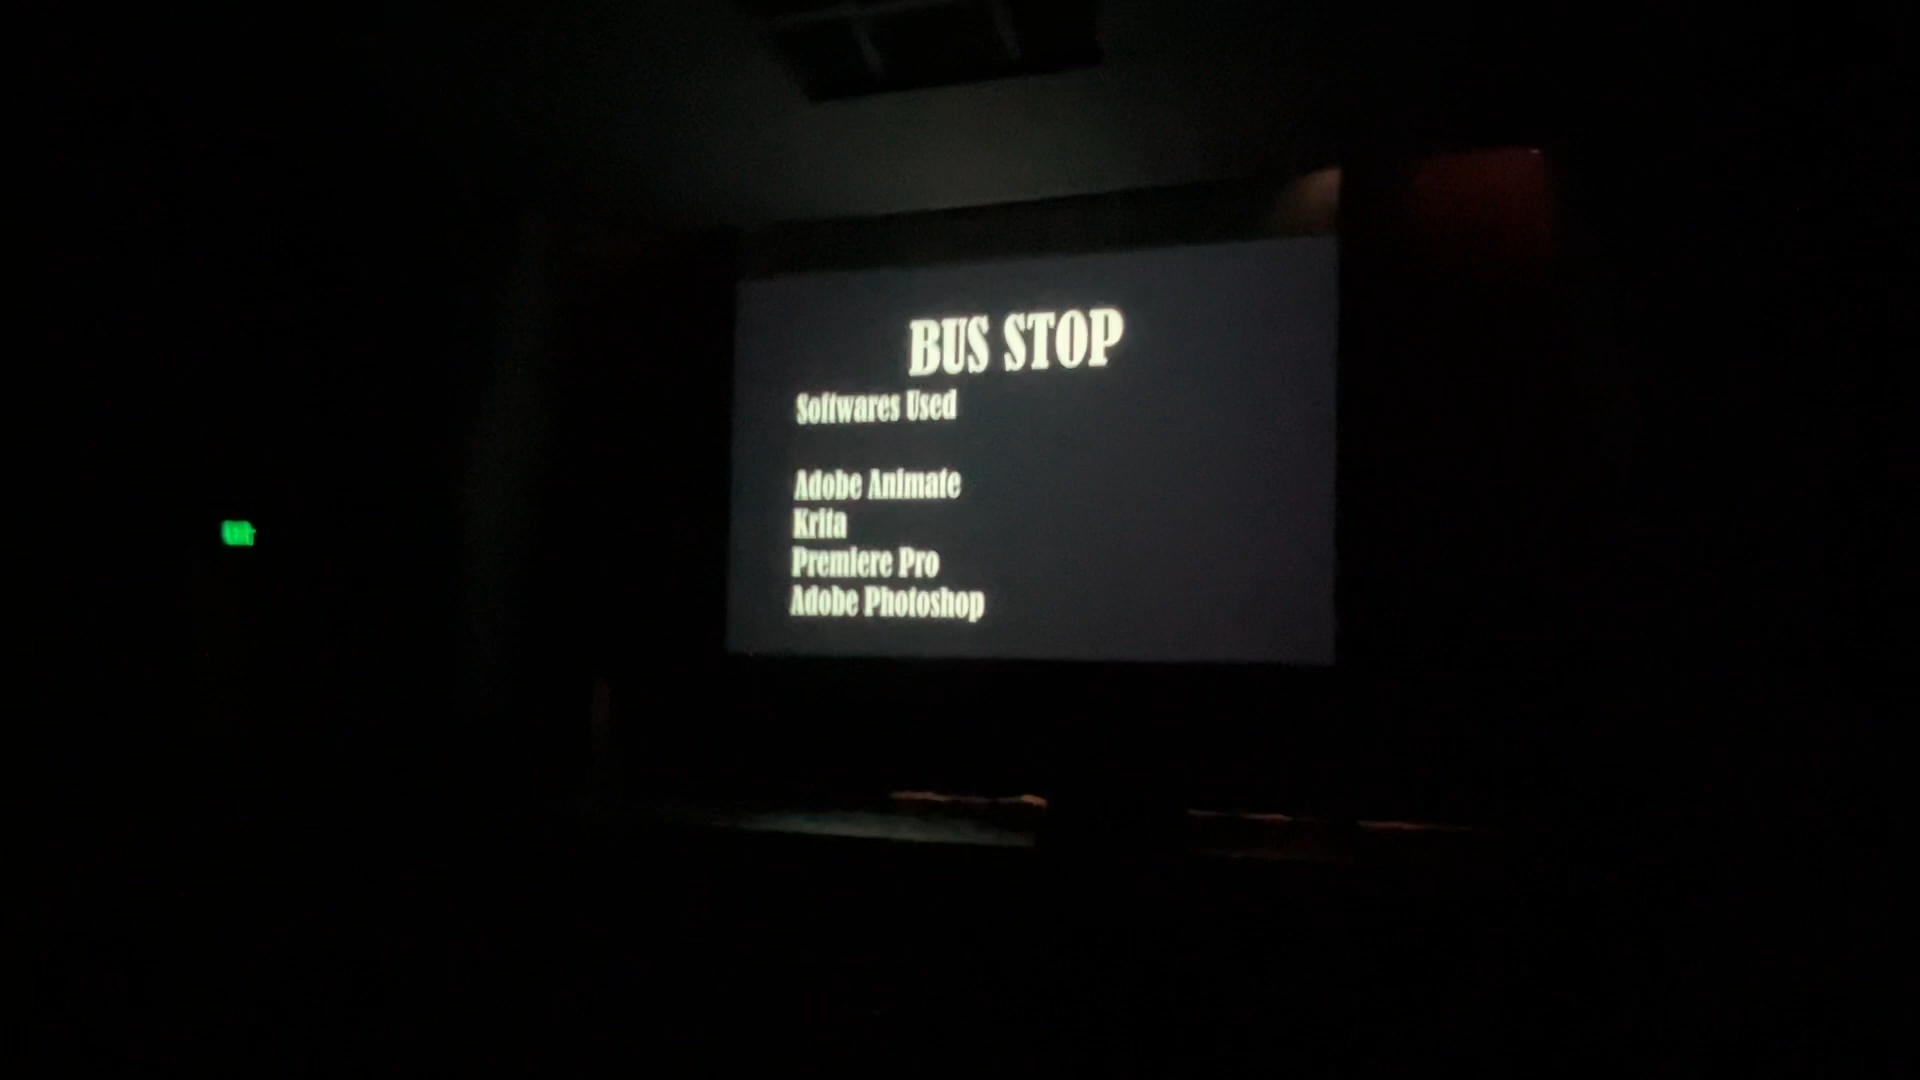 BUS STOP
Softwares Used
Adobe Animate
Krita
Premiere Pro
Adobe Photoshop